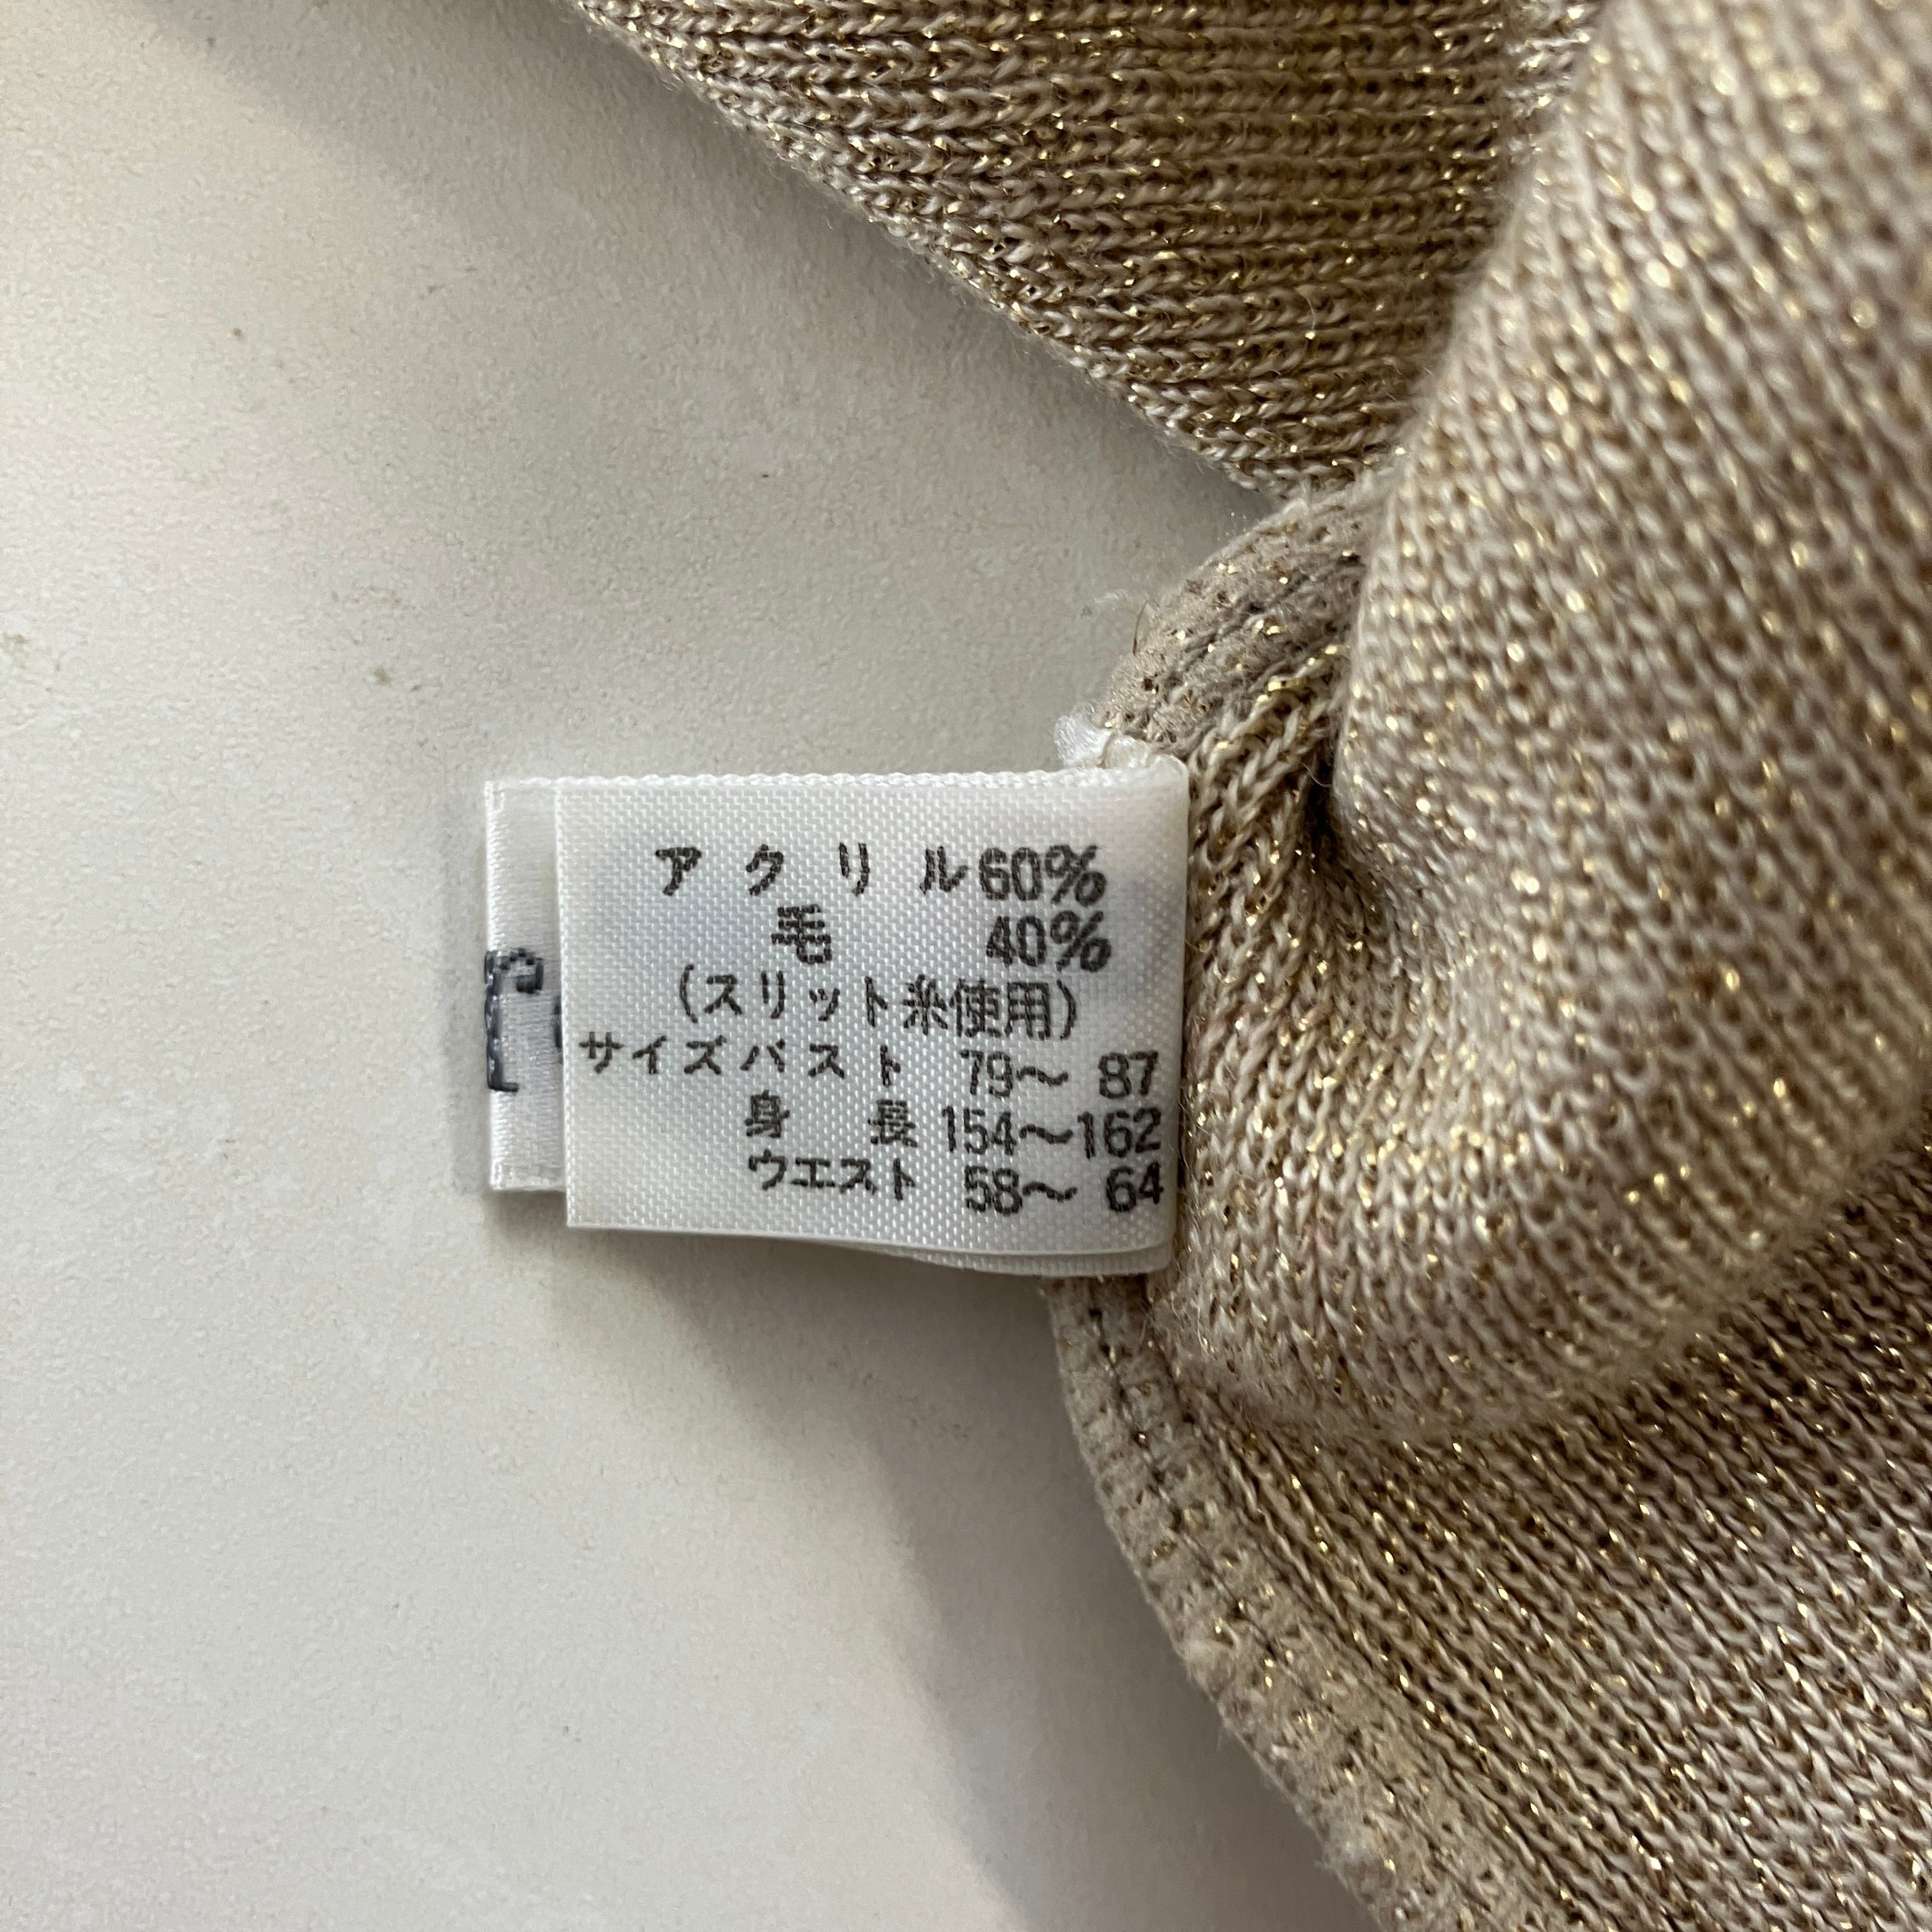 アクリル60%
毛 40%
(スリット糸使用)
サイズバスト 79〜 87
身 長 154〜162
ウエスト 58〜 64